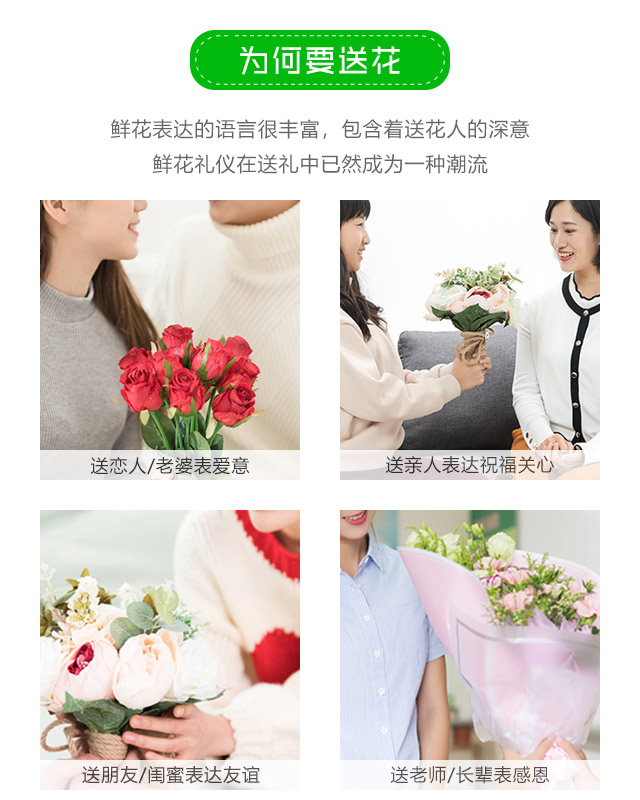 为何要送花
鲜花表达的语言很丰富，包含着送花人的深意
鲜花礼仪在送礼中已然成为一种潮流
送恋人/老婆表爱意
送亲人表达祝福关心
送朋友/闺蜜表达友谊
送老师/长辈表感恩